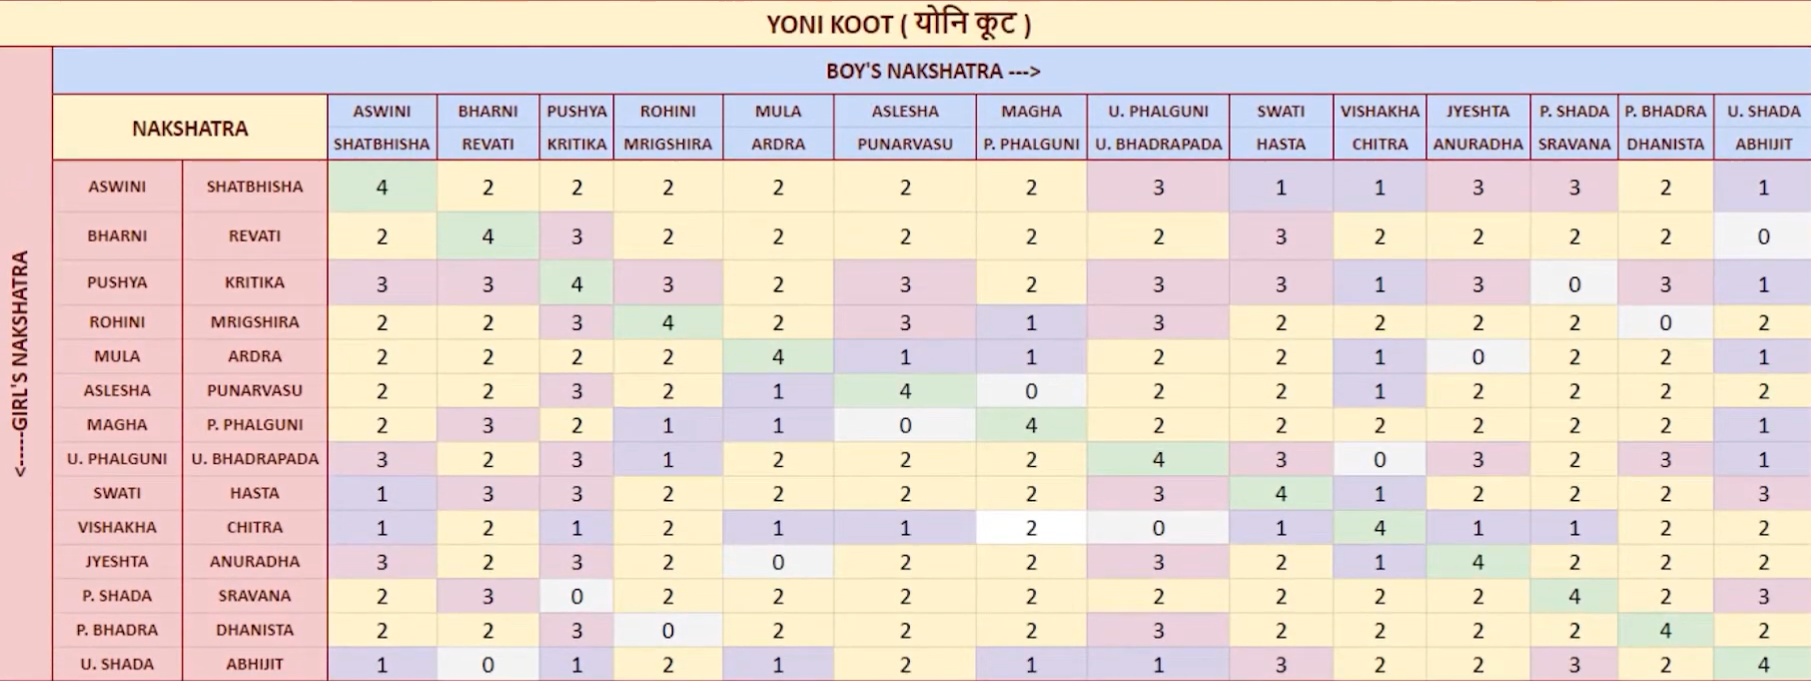 YONI KOOT ( योनि कूट )
BOY'S NAKSHATRA --->
<-----GIRL'S NAKSHATRA
NAKSHATRA
ASWINI BHARNI PUSHYA ROHINI MULA ASLESHA MAGHA U. PHALGUNI SWATI VISHAKHA JYESHTA P. SHADA P. BHADRA U. SHADA
SHATBHISHA REVATI KRITIKA MRIGSHIRA ARDRA PUNARVASU P. PHALGUNI U. BHADRAPADA HASTA CHITRA ANURADHA SRAVANA DHANISTA ABHIJIT
ASWINI SHATBHISHA 4 2 2 2 2 2 2 3 1 1 3 3 2 1
BHARNI REVATI 2 4 3 2 2 2 2 2 3 2 2 2 2 0
PUSHYA KRITIKA 3 3 4 3 2 3 2 3 3 1 3 0 3 1
ROHINI MRIGSHIRA 2 2 3 4 2 3 1 3 2 2 2 2 0 2
MULA ARDRA 2 2 2 2 4 1 1 2 2 1 0 2 2 1
ASLESHA PUNARVASU 2 2 3 2 1 4 0 2 2 1 2 2 2 2
MAGHA P. PHALGUNI 2 3 2 1 1 0 4 2 2 2 2 2 2 1
U. PHALGUNI U. BHADRAPADA 3 2 3 1 2 2 2 4 3 0 3 2 3 1
SWATI HASTA 1 3 3 2 2 2 2 3 4 1 2 2 2 3
VISHAKHA CHITRA 1 2 1 2 1 1 2 0 1 4 1 1 2 2
JYESHTA ANURADHA 3 2 3 2 0 2 2 3 2 1 4 2 2 2
P. SHADA SRAVANA 2 3 0 2 2 2 2 2 2 2 2 4 2 3
P. BHADRA DHANISTA 2 2 3 0 2 2 2 3 2 2 2 2 4 2
U. SHADA ABHIJIT 1 0 1 2 1 2 1 1 3 2 2 3 2 4